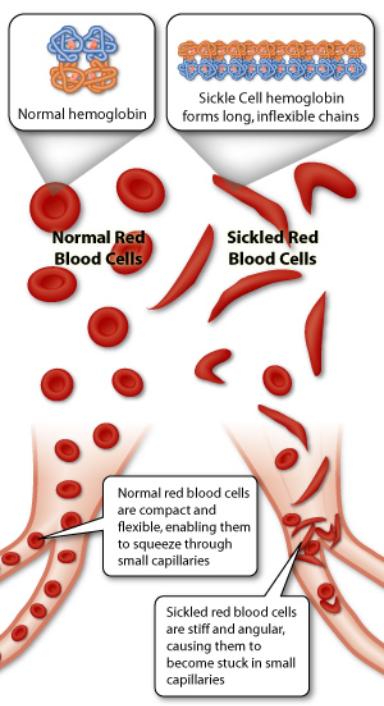 Normal hemoglobin
Sickle Cell hemoglobin
forms long, inflexible chains
Normal Red
Blood Cells
Sickled Red
Blood Cells
Normal red blood cells
are compact and
flexible, enabling them
to squeeze through
small capillaries
Sickled red blood cells
are stiff and angular,
causing them to
become stuck in small
capillaries